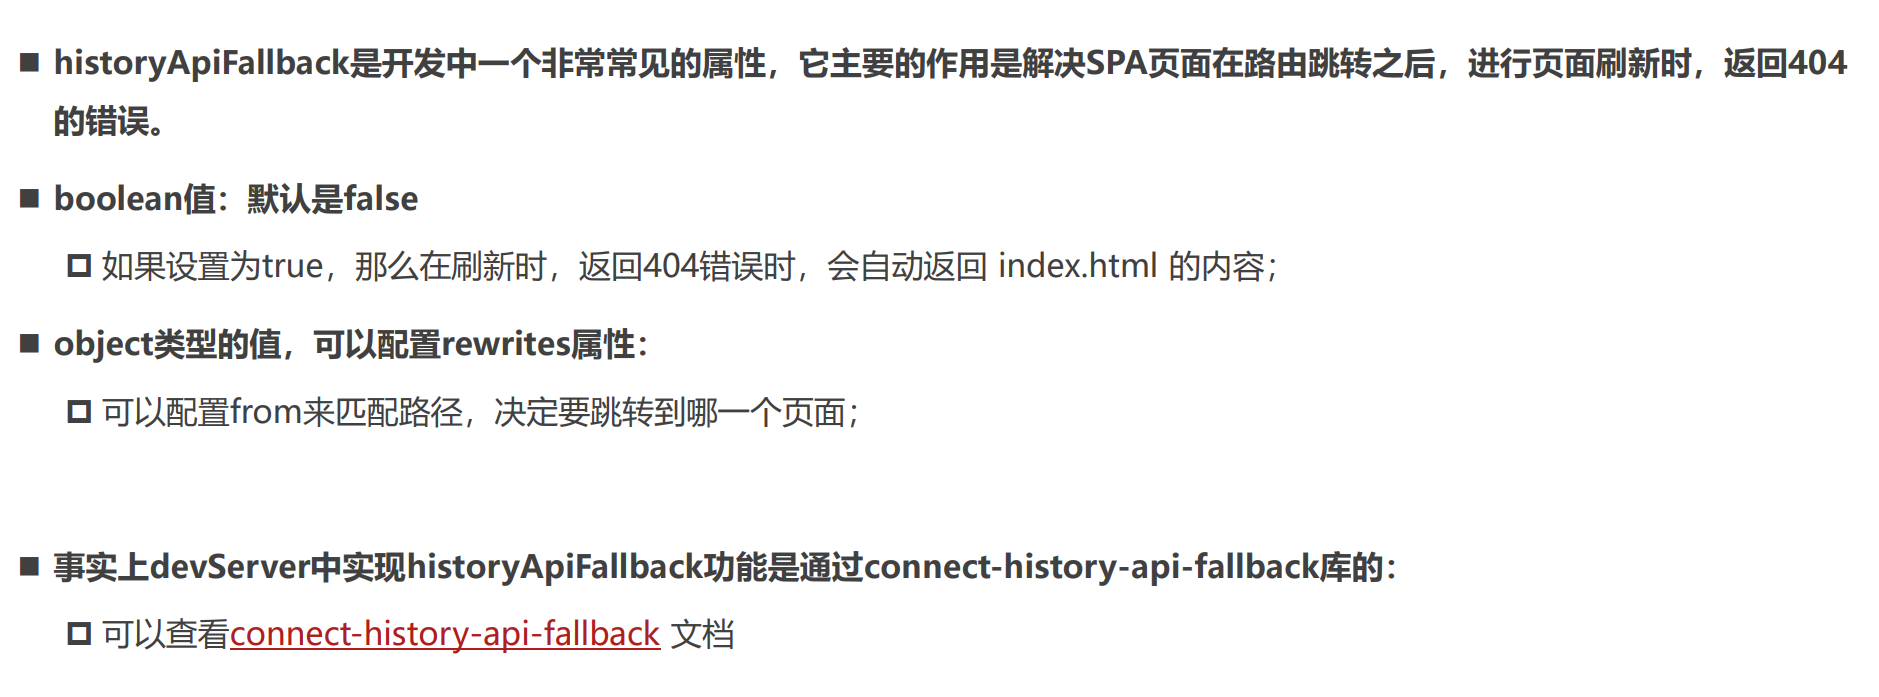 ■ historyApiFallback是开发中一个非常常见的属性，它主要的作用是解决SPA页面在路由跳转之后，进行页面刷新时，返回404
的错误。
■ boolean值：默认是false
如果设置为true，那么在刷新时，返回404错误时，会自动返回 index.html 的内容；
■ object类型的值，可以配置rewrites属性：
可以配置from来匹配路径，决定要跳转到哪一个页面；
■ 事实上devServer中实现historyApiFallback功能是通过connect-history-api-fallback库的：
可以查看connect-history-api-fallback 文档